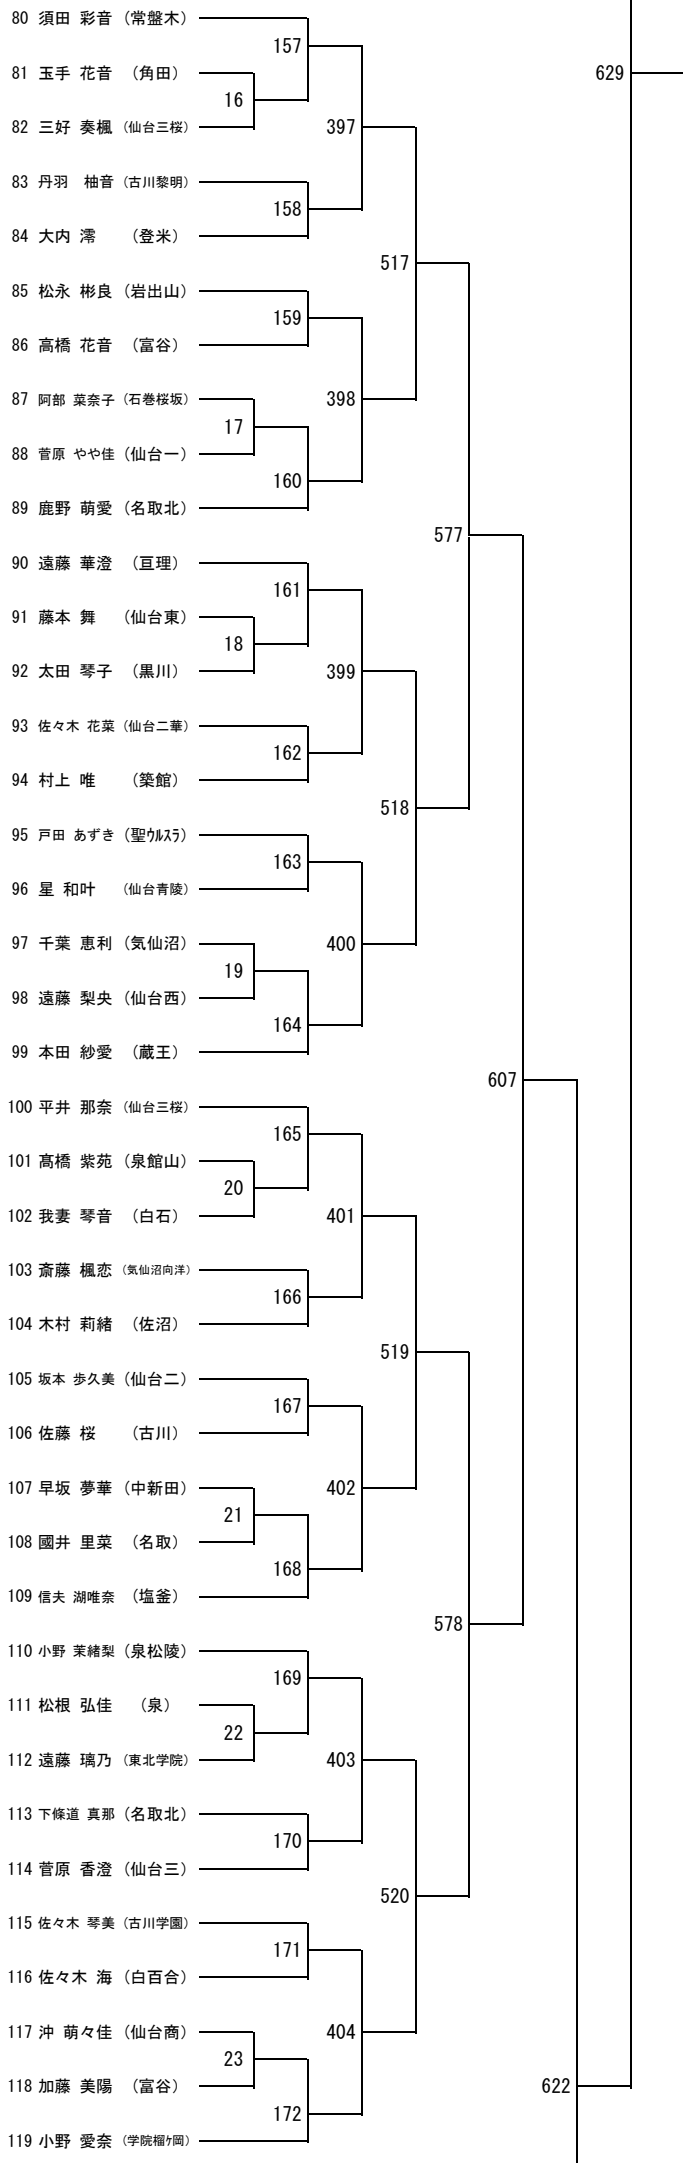 80 須田 彩音 (常盤木)
157
629
81 玉手 花音 (角田)
16
82 三好 奏楓 (仙台三桜)
397
83 丹羽 柚音 (古川黎明)
158
84 大内 澪 (登米)
517
85 松永 彬良 (岩出山)
159
86 高橋 花音 (富谷)
87 阿部 菜奈子 (石巻桜坂)
398
17
88 菅原 やや佳 (仙台一)
160
89 鹿野 萌愛 (名取北)
577
90 遠藤 華澄 (亘理)
161
91 藤本 舞 (仙台東)
18
92 太田 琴子 (黒川)
399
93 佐々木 花菜 (仙台二華)
162
94 村上 唯 (築館)
518
95 戸田 あずき (聖ウルスラ)
163
96 星 和叶 (仙台青陵)
97 千葉 恵利 (気仙沼)
400
19
98 遠藤 梨央 (仙台西)
164
99 本田 紗愛 (蔵王)
607
100 平井 那奈 (仙台三桜)
165
101 髙橋 紫苑 (泉館山)
20
102 我妻 琴音 (白石)
401
103 斎藤 楓恋 (気仙沼向洋)
166
104 木村 莉緒 (佐沼)
519
105 坂本 歩久美 (仙台二)
167
106 佐藤 桜 (古川)
107 早坂 夢華 (中新田)
402
21
108 國井 里菜 (名取)
168
109 信夫 湖唯奈 (塩釜)
578
110 小野 茉緒梨 (泉松陵)
169
111 松根 弘佳 (泉)
22
112 遠藤 璃乃 (東北学院)
403
113 下條道 真那 (名取北)
170
114 菅原 香澄 (仙台三)
520
115 佐々木 琴美 (古川学園)
171
116 佐々木 海 (白百合)
117 沖 萌々佳 (仙台商)
404
23
118 加藤 美陽 (富谷)
622
172
119 小野 愛奈 (学院榴ケ岡)